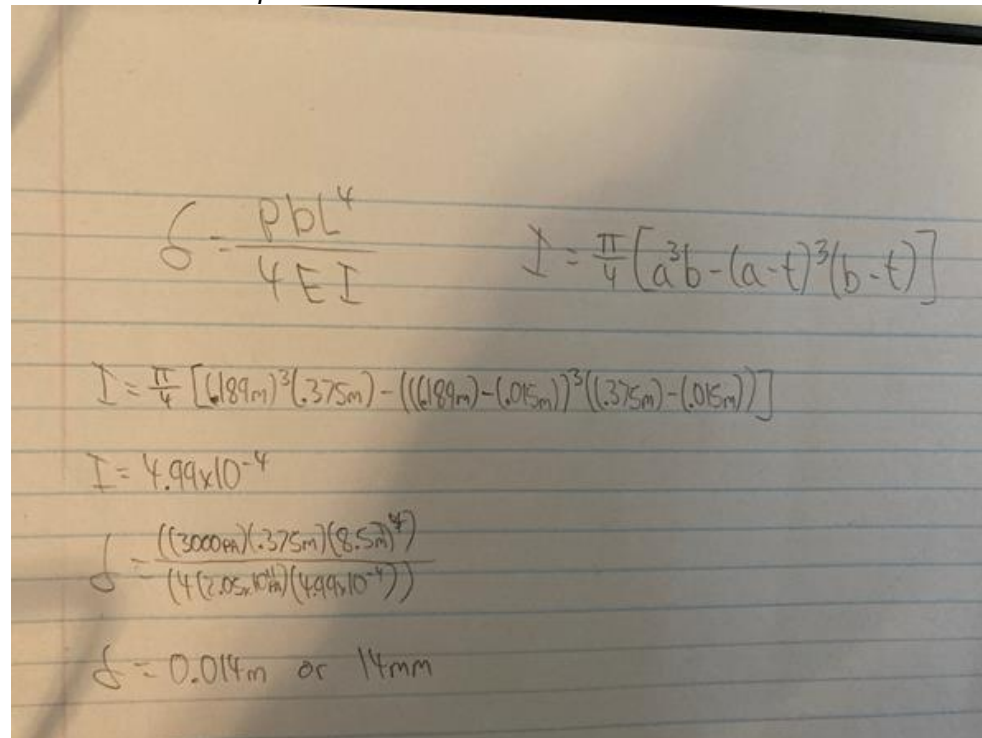 δ = PbL⁴ / 4EI
I = π/4 [a³b - (a-t)³(b-t)]
I = π/4 [(.189m)³(.375m) - (((.189m)-(.015m))³((.375m)-(.015m))]
I = 4.99x10⁻⁴
δ = ((3000PA)(.375m)(8.5m)⁴) / (4(2.05x10¹¹PA)(4.99x10⁻⁴))
δ = 0.014m or 14mm